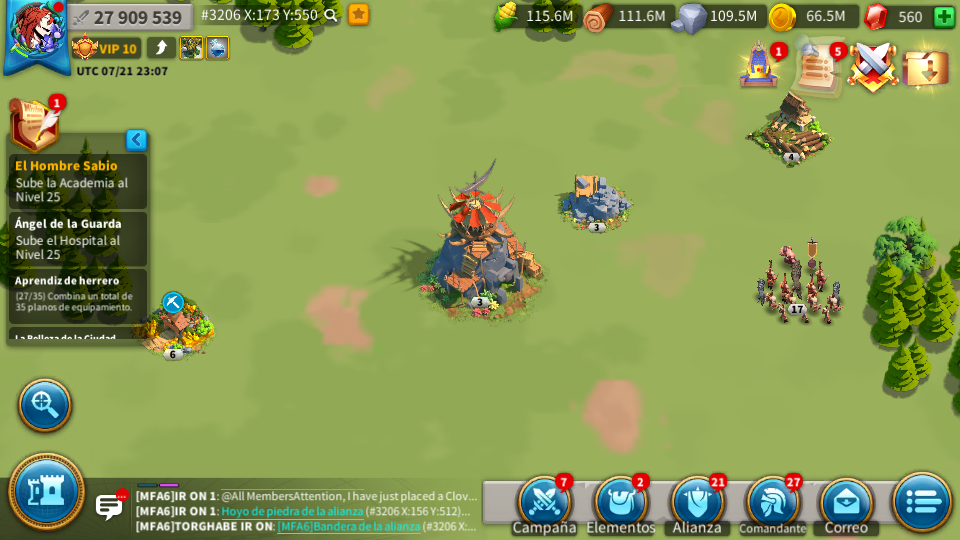 27 909 539
#3206 X:173 Y:550
115.6M
111.6M
109.5M
66.5M
560
VIP 10
UTC 07/21 23:07
1
5
1
El Hombre Sabio
Sube la Academia al
Nivel 25
Ángel de la Guarda
Sube el Hospital al
Nivel 25
Aprendiz de herrero
(27/35) Combina un total de
35 planos de equipamiento.
La Belleza de la Ciudad
4
3
3
17
6
[MFA6]IR ON 1: @All MembersAttention, I have just placed a Clov...
[MFA6]IR ON 1: Hoyo de piedra de la alianza (#3206 X:156 Y:512)...
[MFA6]TORGHABE IR ON: [MFA6]Bandera de la alianza (#3206 X:...
7
2
21
27
Campaña
Elementos
Alianza
Comandante
Correo